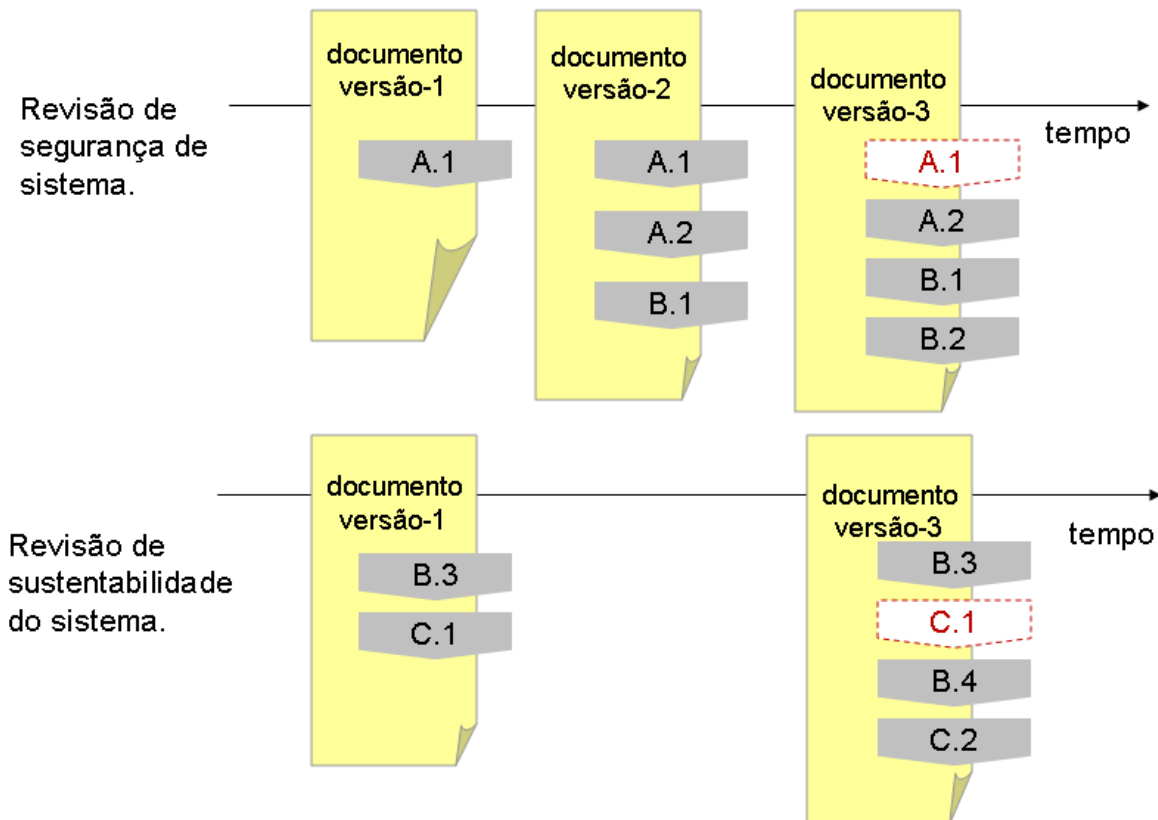 documento
versão-1
documento
versão-2
documento
versão-3
Revisão de
segurança de
sistema.
tempo
A.1
A.1
A.2
B.1
A.1
A.2
B.1
B.2
documento
versão-1
documento
versão-3
Revisão de
sustentabilidade
do sistema.
tempo
B.3
C.1
B.3
C.1
B.4
C.2